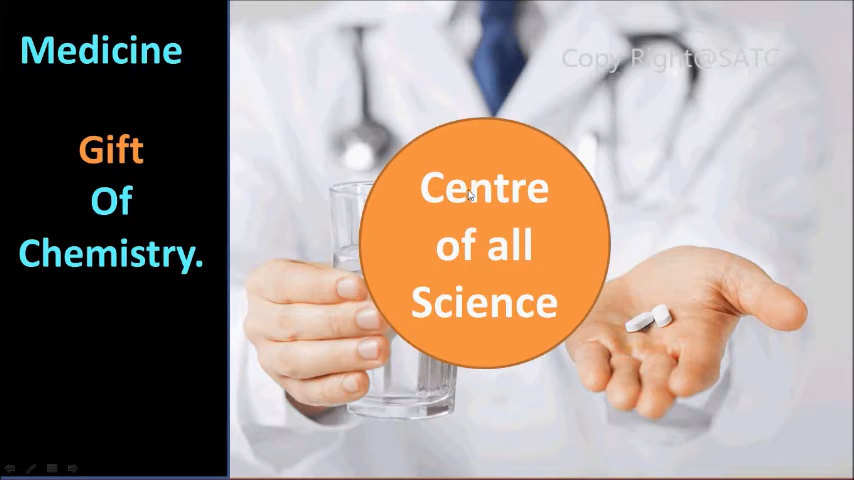 Medicine
Gift
Of
Chemistry.
Copy Right@SATC
Centre
of all
Science